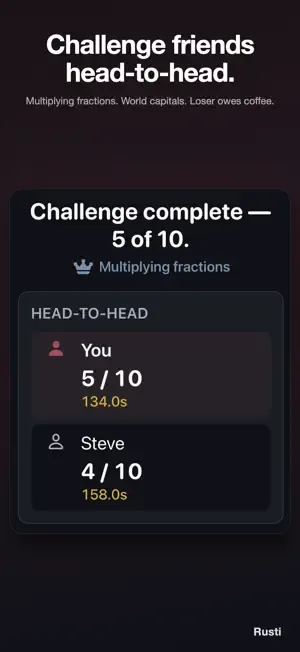 Challenge friends
head-to-head.
Multiplying fractions. World capitals. Loser owes coffee.
Challenge complete —
5 of 10.
Multiplying fractions
HEAD-TO-HEAD
You
5 / 10
134.0s
Steve
4 / 10
158.0s
Rusti